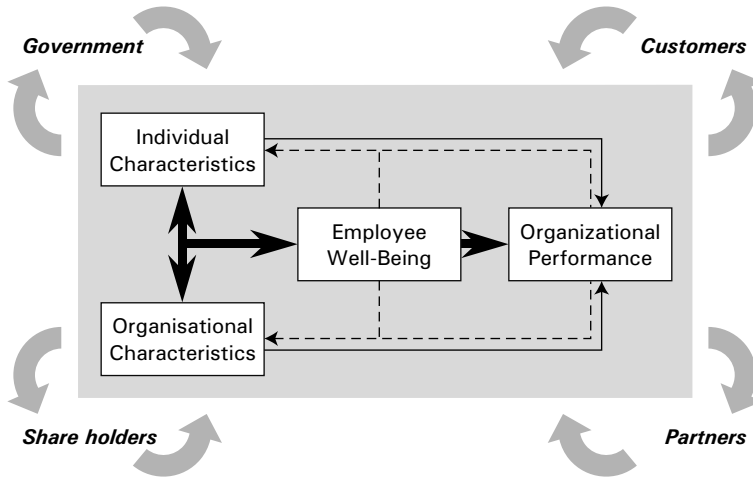 Government
Customers
Individual
Characteristics
Employee
Well-Being
Organizational
Performance
Organisational
Characteristics
Share holders
Partners